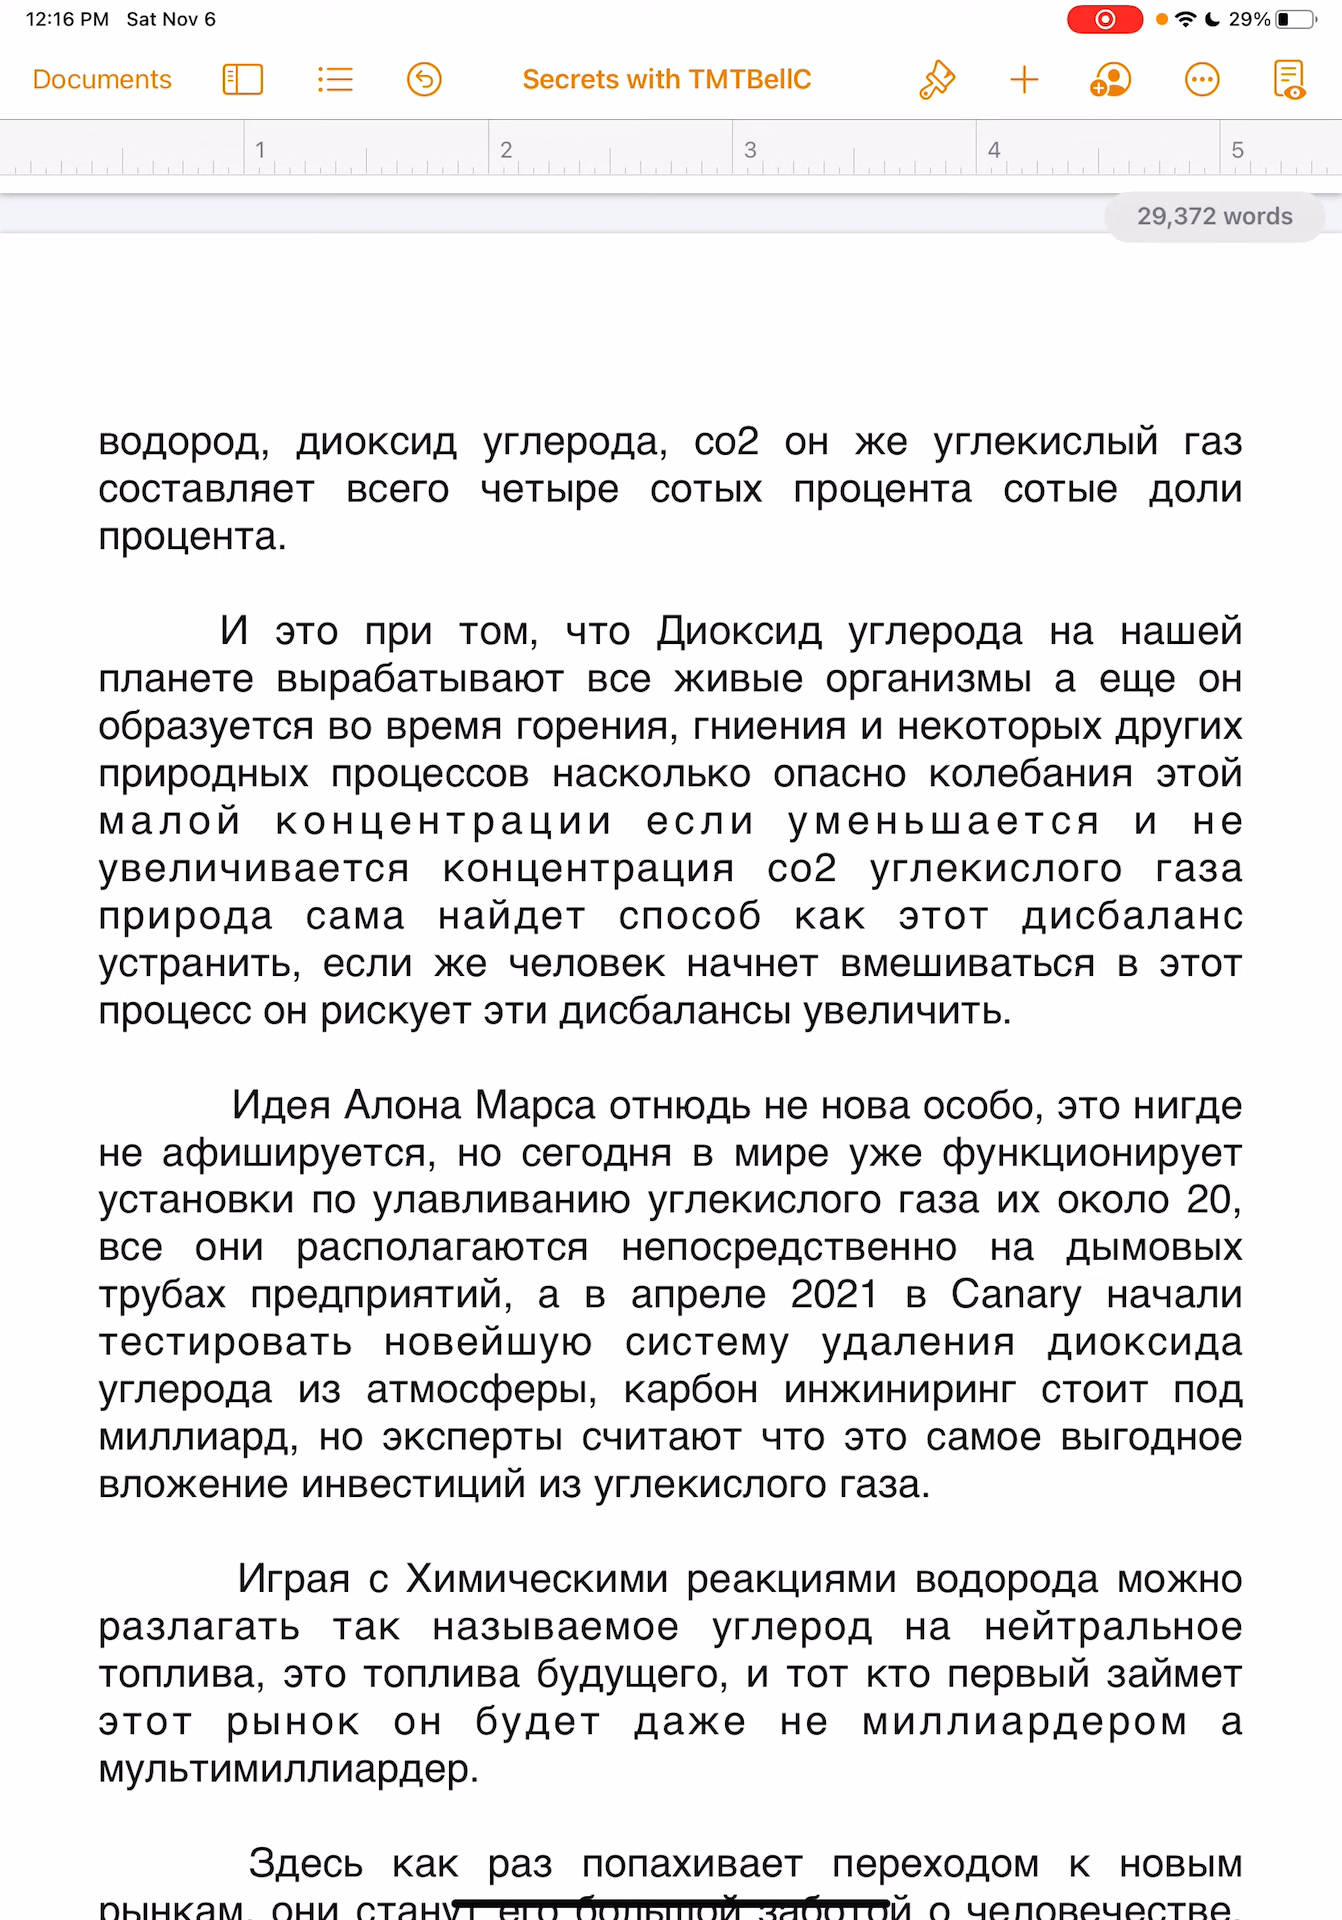 12:16 PM Sat Nov 6 29%
Documents Secrets with TMTBellC
1 2 3 4 5
29,372 words
водород, диоксид углерода, со2 он же углекислый газ
составляет всего четыре сотых процента сотые доли
процента.
И это при том, что Диоксид углерода на нашей
планете вырабатывают все живые организмы а еще он
образуется во время горения, гниения и некоторых других
природных процессов насколько опасно колебания этой
малой концентрации если уменьшается и не
увеличивается концентрация со2 углекислого газа
природа сама найдет способ как этот дисбаланс
устранить, если же человек начнет вмешиваться в этот
процесс он рискует эти дисбалансы увеличить.
Идея Алона Марса отнюдь не нова особо, это нигде
не афишируется, но сегодня в мире уже функционирует
установки по улавливанию углекислого газа их около 20,
все они располагаются непосредственно на дымовых
трубах предприятий, а в апреле 2021 в Canary начали
тестировать новейшую систему удаления диоксида
углерода из атмосферы, карбон инжиниринг стоит под
миллиард, но эксперты считают что это самое выгодное
вложение инвестиций из углекислого газа.
Играя с Химическими реакциями водорода можно
разлагать так называемое углерод на нейтральное
топлива, это топлива будущего, и тот кто первый займет
этот рынок он будет даже не миллиардером а
мультимиллиардер.
Здесь как раз попахивает переходом к новым
рынкам, они станут его большой заботой о человечестве.